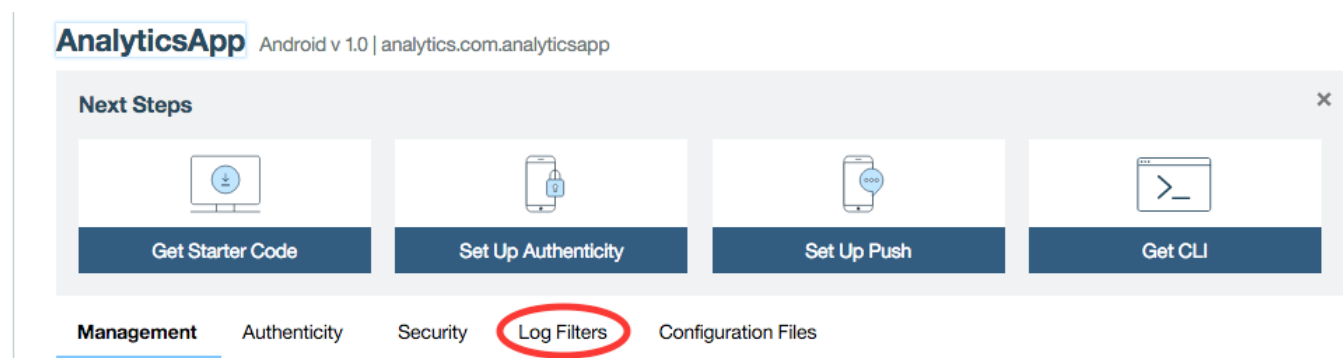 AnalyticsApp Android v 1.0 | analytics.com.analyticsapp
Next Steps ×
Get Starter Code Set Up Authenticity Set Up Push Get CLI
Management Authenticity Security Log Filters Configuration Files